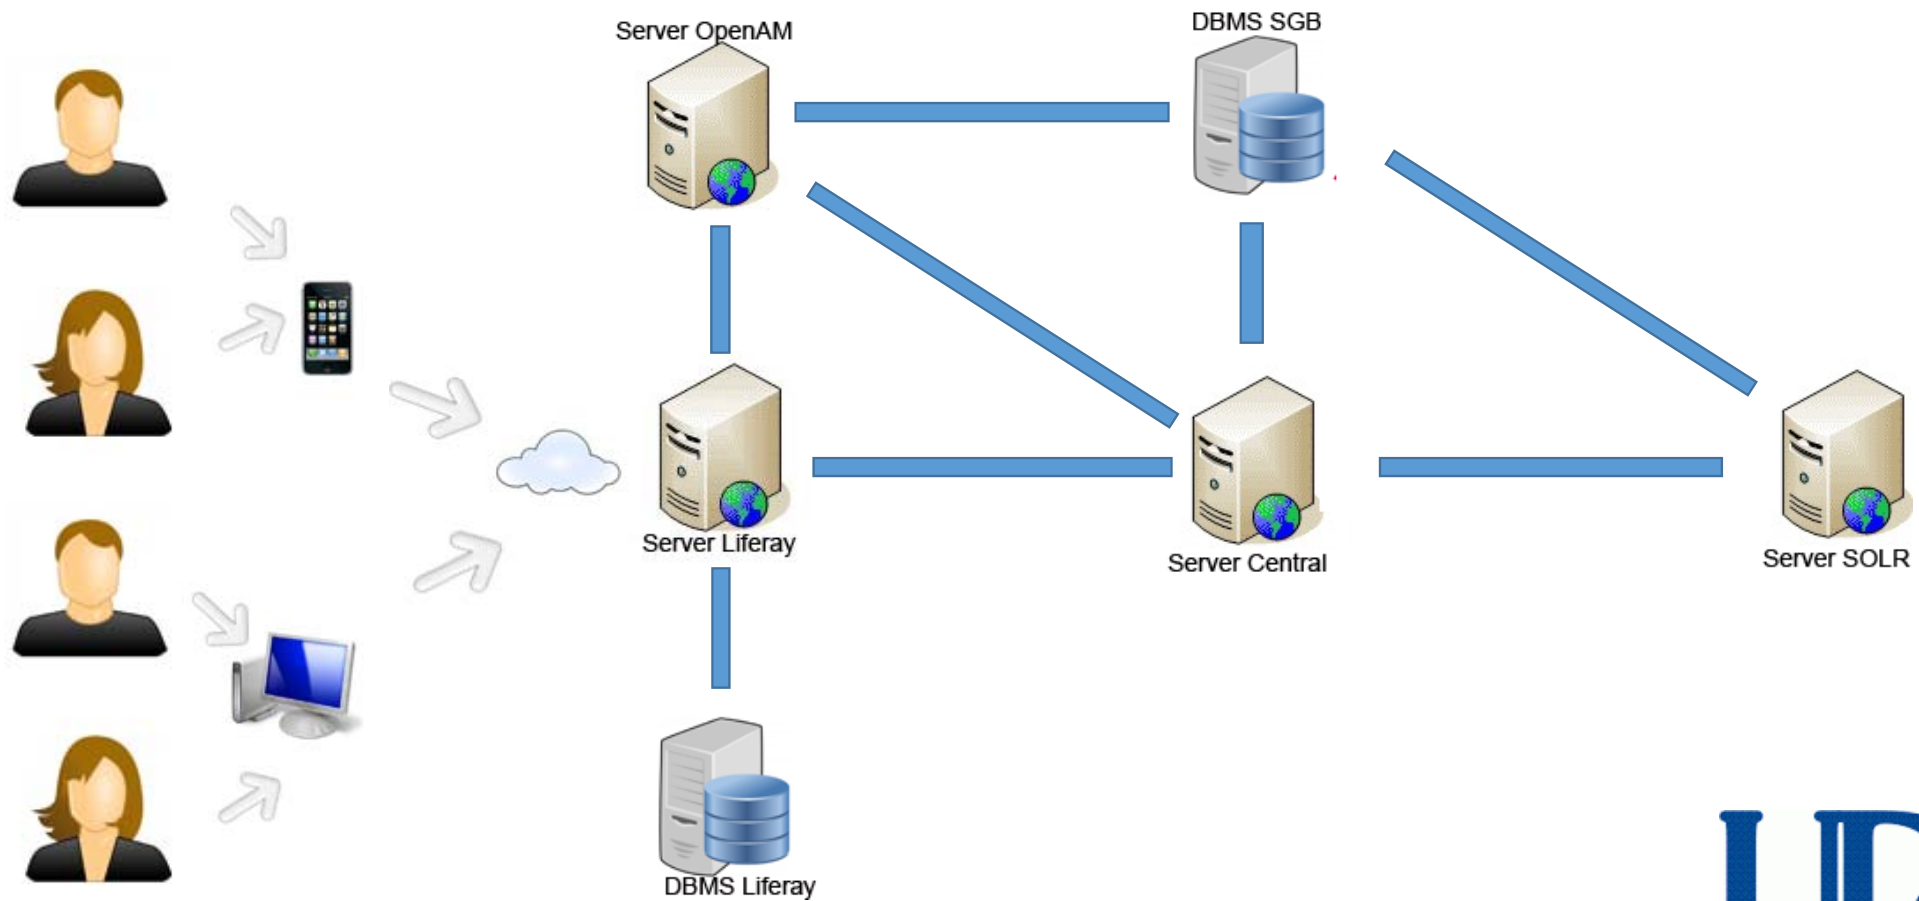 Server OpenAM
DBMS SGB
Server Liferay
Server Central
Server SOLR
DBMS Liferay